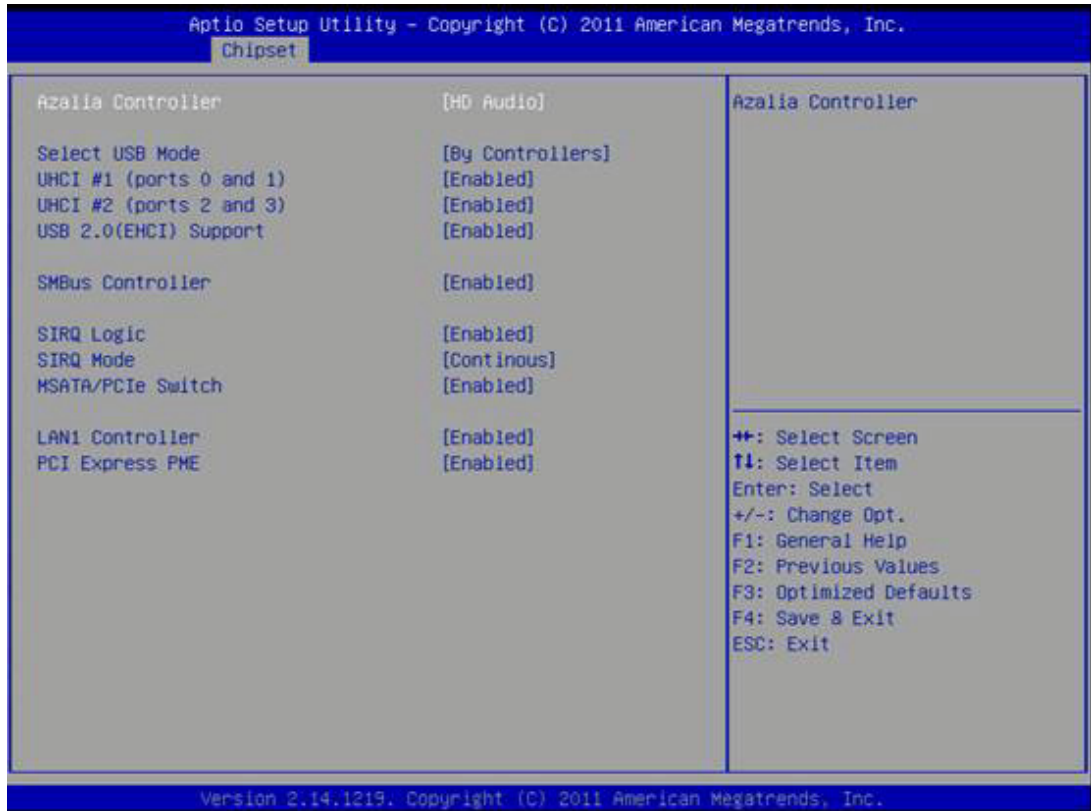 Aptio Setup Utility – Copyright (C) 2011 American Megatrends, Inc.
Chipset
Azalia Controller [HD Audio]
Select USB Mode [By Controllers]
UHCI #1 (ports 0 and 1) [Enabled]
UHCI #2 (ports 2 and 3) [Enabled]
USB 2.0(EHCI) Support [Enabled]
SMBus Controller [Enabled]
SIRQ Logic [Enabled]
SIRQ Mode [Continous]
MSATA/PCIe Switch [Enabled]
LAN1 Controller [Enabled]
PCI Express PME [Enabled]
Azalia Controller
→←: Select Screen
↑↓: Select Item
Enter: Select
+/-: Change Opt.
F1: General Help
F2: Previous Values
F3: Optimized Defaults
F4: Save & Exit
ESC: Exit
Version 2.14.1219. Copyright (C) 2011 American Megatrends, Inc.